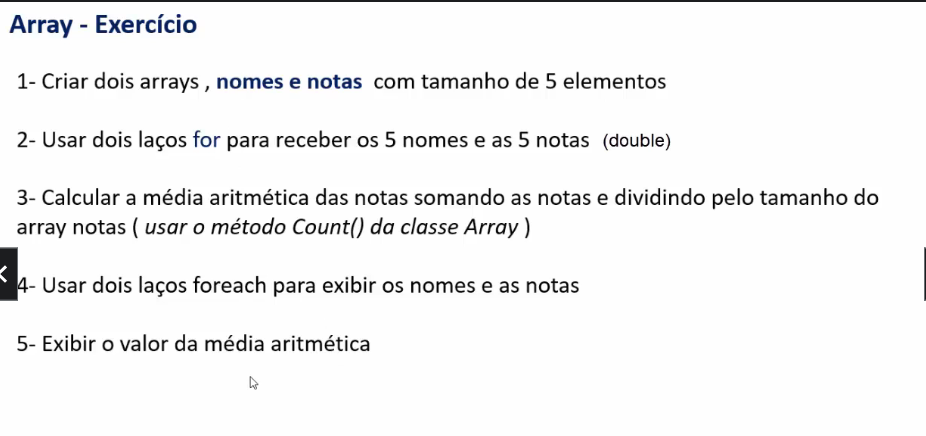 Array - Exercício
1- Criar dois arrays , nomes e notas com tamanho de 5 elementos
2- Usar dois laços for para receber os 5 nomes e as 5 notas (double)
3- Calcular a média aritmética das notas somando as notas e dividindo pelo tamanho do
array notas ( usar o método Count() da classe Array )
4- Usar dois laços foreach para exibir os nomes e as notas
5- Exibir o valor da média aritmética